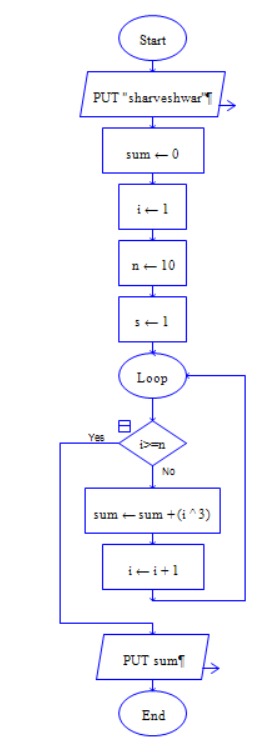 Start
PUT "sharveshwar"¶
sum ← 0
i ← 1
n ← 10
s ← 1
Loop
i>=n
Yes
No
sum ← sum +(i ^ 3)
i ← i + 1
PUT sum¶
End